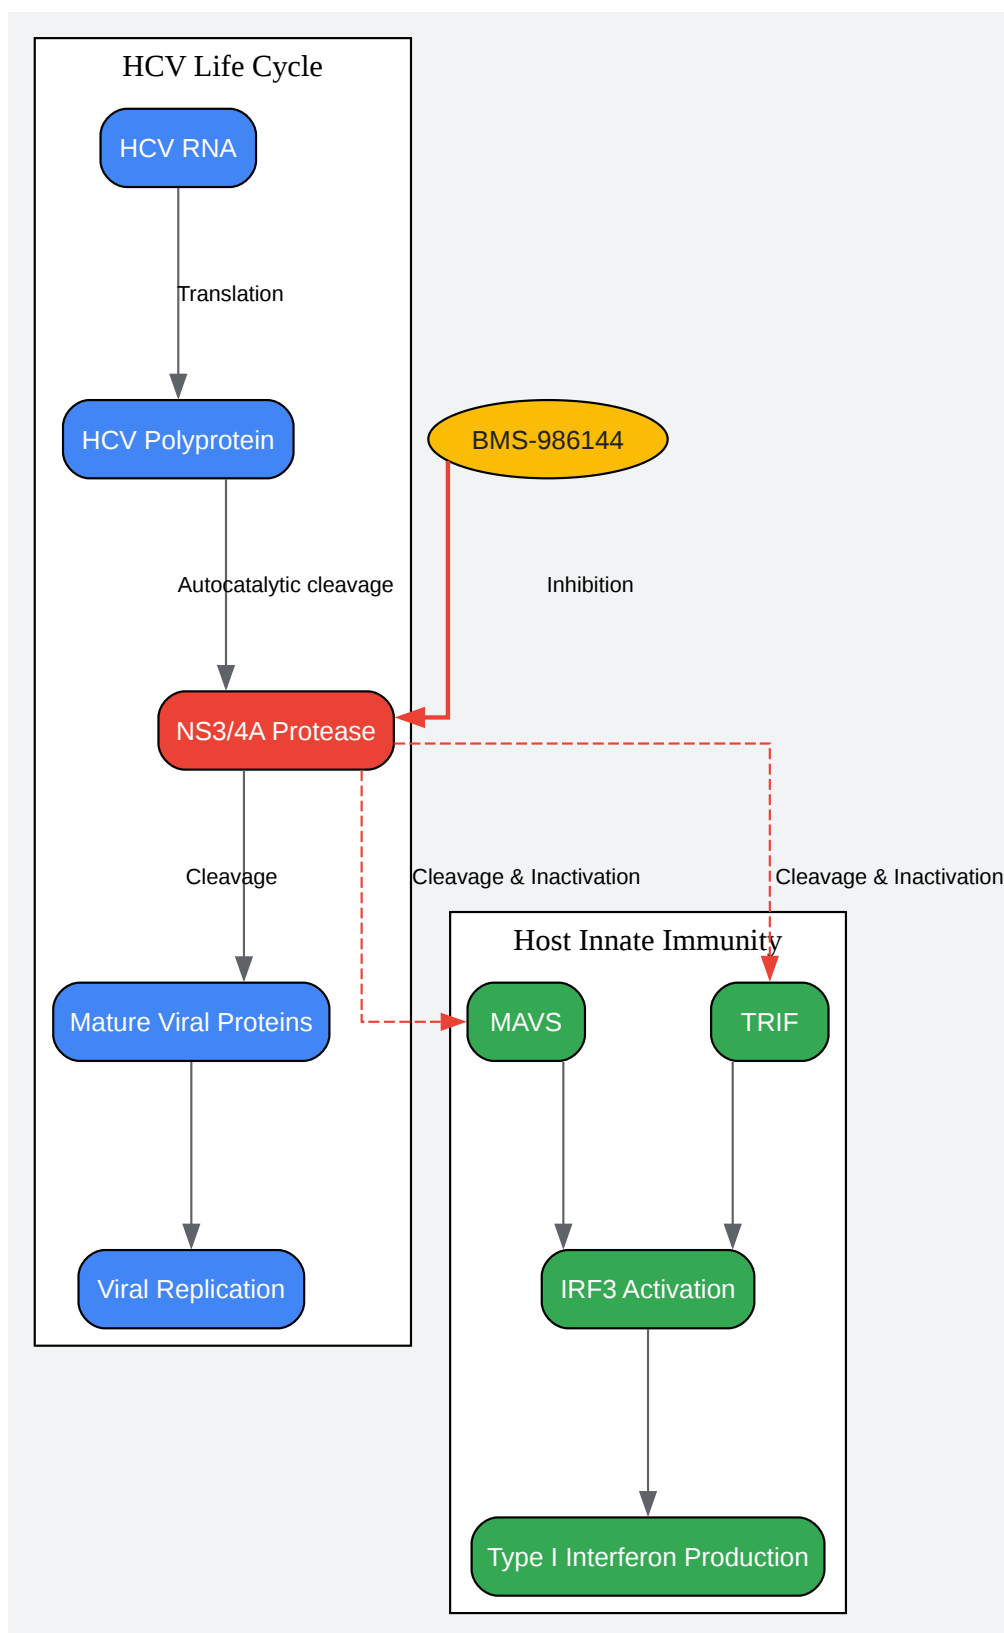 HCV Life Cycle
HCV RNA
Translation
HCV Polyprotein
BMS-986144
Autocatalytic cleavage
Inhibition
NS3/4A Protease
Cleavage
Cleavage & Inactivation
Cleavage & Inactivation
Host Innate Immunity
Mature Viral Proteins
MAVS
TRIF
Viral Replication
IRF3 Activation
Type I Interferon Production